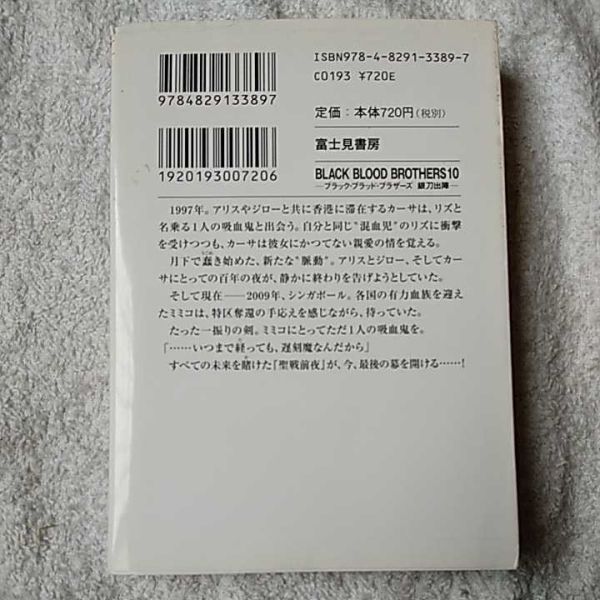 ISBN978-4-8291-3389-7
C0193 ¥720E
9784829133897
定価:本体720円(税別)
富士見書房
1920193007206
BLACK BLOOD BROTHERS10
—ブラック・ブラッド・ブラザーズ 銀刀出陣—
1997年。アリスやジローと共に香港に滞在するカーサは、リズと
名乗る1人の吸血鬼と出会う。自分と同じ“混血児”のリズに衝撃
を受けつつも、カーサは彼女にかつてない親愛の情を覚える。
月下で蠢き始めた、新たな“脈動”。アリスとジロー、そしてカー
サにとっての百年の夜が、静かに終わりを告げようとしていた。
そして現在——2009年、シンガポール。各国の有力血族を迎え
たミミコは、特区奪還の手応えを感じながら、待っていた。
たった一振りの剣。ミミコにとってただ1人の吸血鬼を。
「……いつまで経っても、遅刻魔なんだから」
すべての未来を賭けた『聖戦前夜』が、今、最後の幕を開ける……!